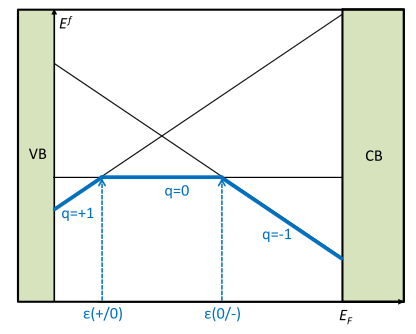 E^f
VB
CB
q=0
q=+1
q=-1
ε(+/0)
ε(0/-)
E_F